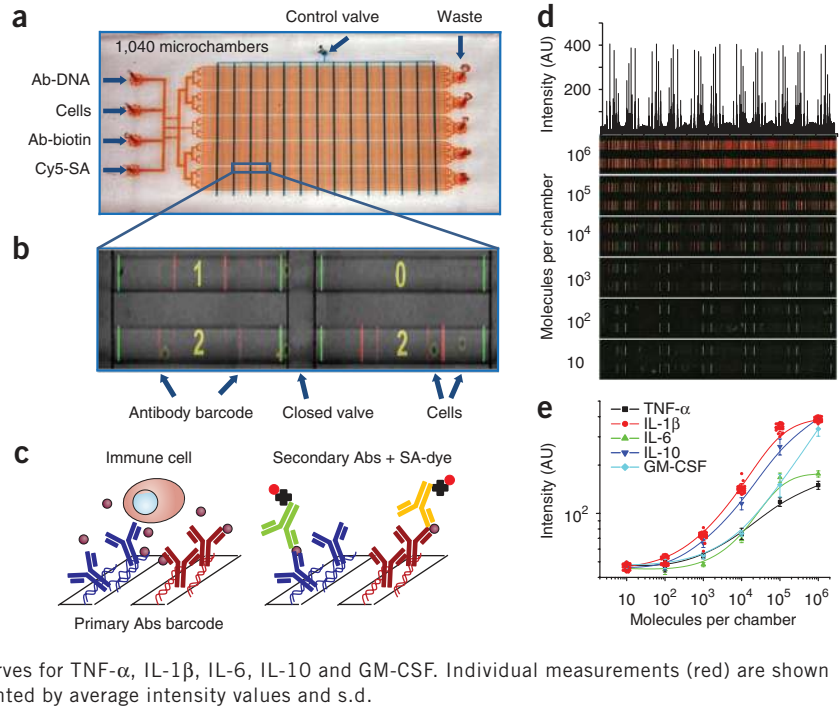 a
Control valve
Waste
1,040 microchambers
Ab-DNA
Cells
Ab-biotin
Cy5-SA
b
1
0
2
2
Antibody barcode
Closed valve
Cells
c
Immune cell
Secondary Abs + SA-dye
Primary Abs barcode
d
Intensity (AU)
400
200
Molecules per chamber
10⁶
10⁵
10⁴
10³
10²
10
e
TNF-α
IL-1β
IL-6
IL-10
GM-CSF
Intensity (AU)
10²
10 10² 10³ 10⁴ 10⁵ 10⁶
Molecules per chamber
rves for TNF-α, IL-1β, IL-6, IL-10 and GM-CSF. Individual measurements (red) are shown
nted by average intensity values and s.d.